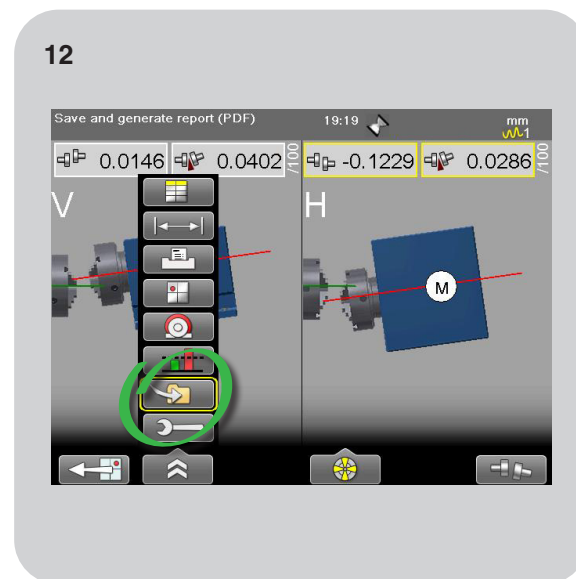 12
Save and generate report (PDF) 19:19 mm
1
0.0146 0.0402 /100 -0.1229 0.0286 /100
V H
M